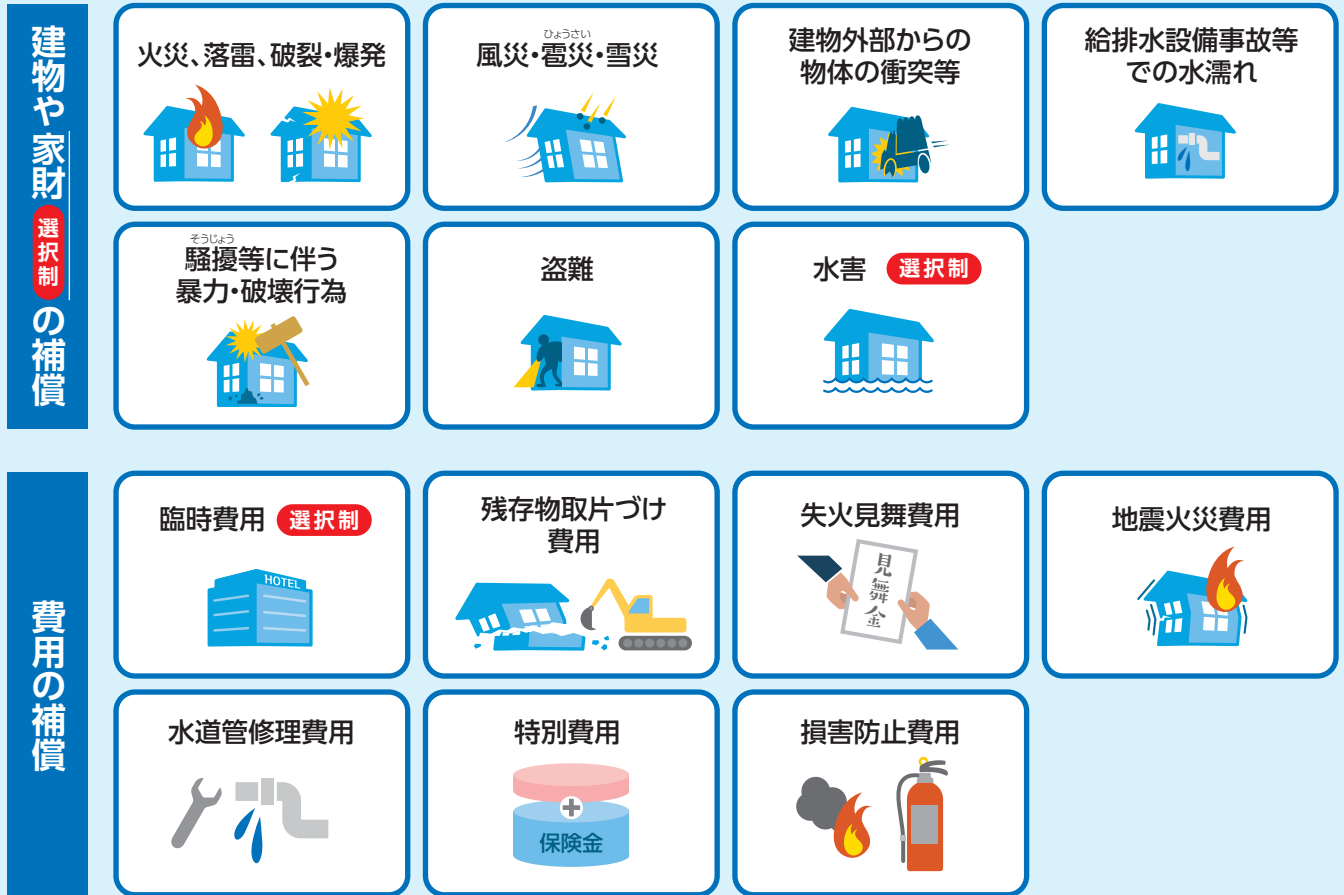 建物や家財 選択制 の補償
火災、落雷、破裂・爆発
ひょうさい
風災・雹災・雪災
建物外部からの
物体の衝突等
給排水設備事故等
での水濡れ
そうじょう
騒擾等に伴う
暴力・破壊行為
盗難
水害 選択制
費用の補償
臨時費用 選択制
HOTEL
残存物取片づけ
費用
失火見舞費用
見舞金
地震火災費用
水道管修理費用
特別費用
保険金
損害防止費用